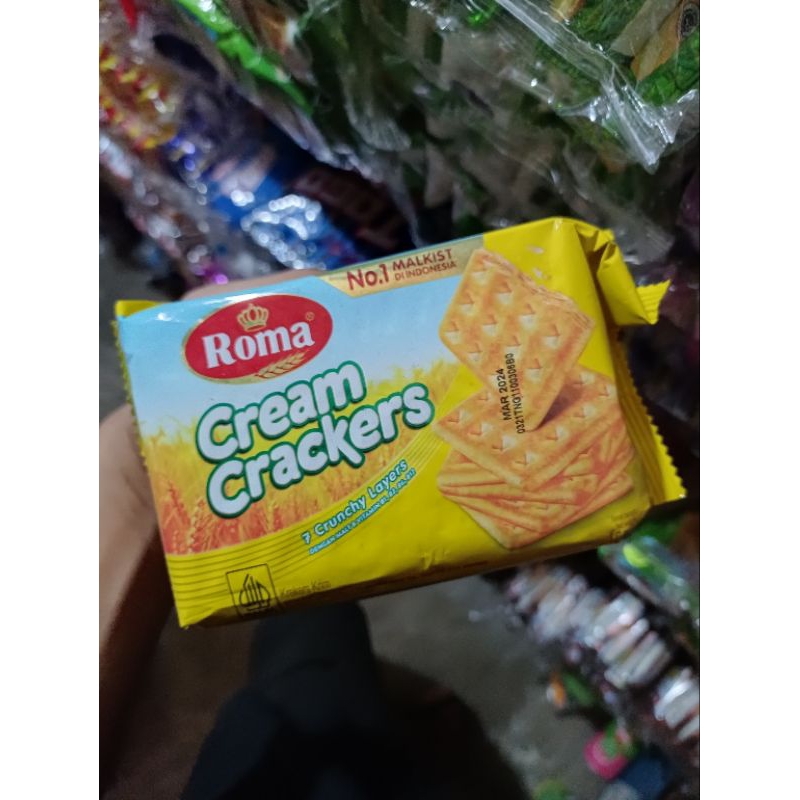 No.1 MALKIST
DI INDONESIA
Roma®
Cream
Crackers
7 Crunchy Layers
MAR 2024